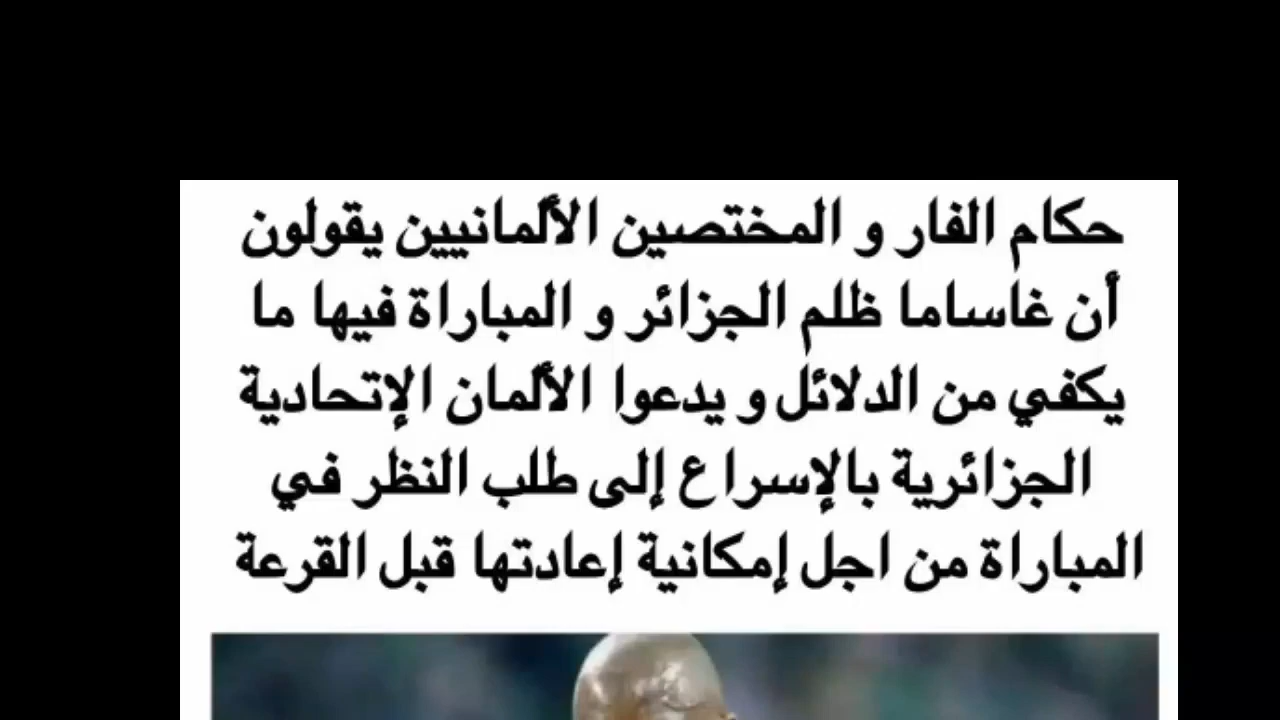 حكام الفار و المختصين الألمانيين يقولون
أن غاساما ظلم الجزائر و المباراة فيها ما
يكفي من الدلائل و يدعوا الألمان الإتحادية
الجزائرية بالإسراع إلى طلب النظر في
المباراة من اجل إمكانية إعادتها قبل القرعة